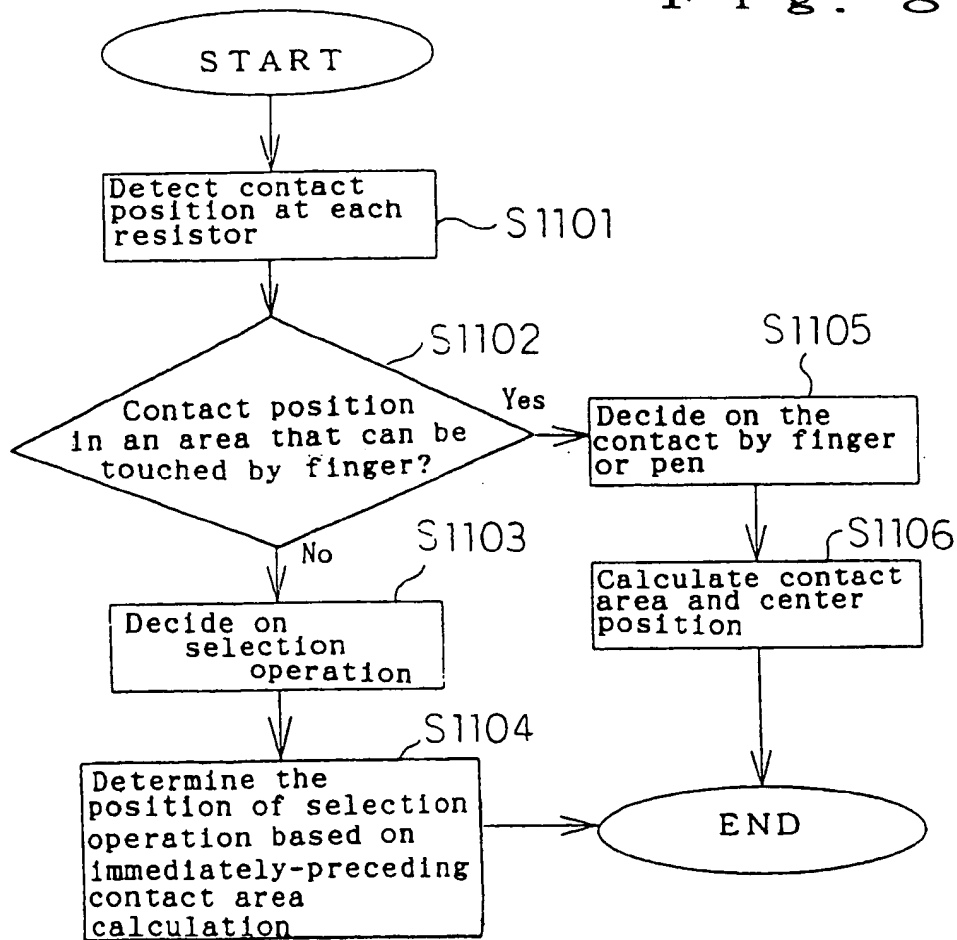 START
Detect contact
position at each
resistor
S1101
S1102
Contact position
in an area that can be
touched by finger?
Yes
No
S1105
Decide on the
contact by finger
or pen
S1103
Decide on
selection
operation
S1106
Calculate contact
area and center
position
S1104
Determine the
position of selection
operation based on
immediately-preceding
contact area
calculation
END